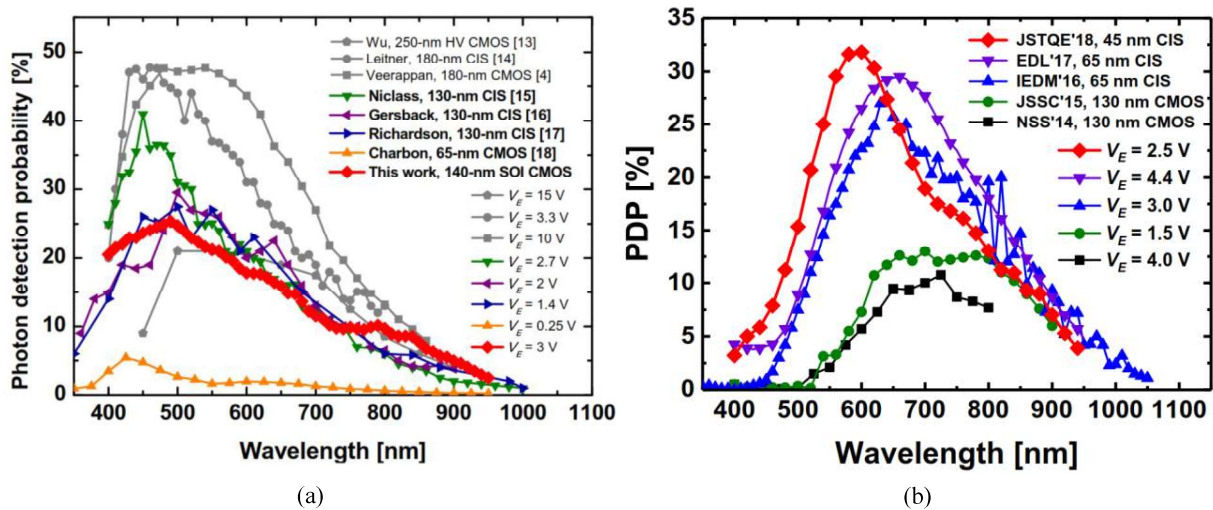 Photon detection probability [%]
50
40
30
20
10
0
400 500 600 700 800 900 1000 1100
Wavelength [nm]
Wu, 250-nm HV CMOS [13]
Leitner, 180-nm CIS [14]
Veerappan, 180-nm CMOS [4]
Niclass, 130-nm CIS [15]
Gersback, 130-nm CIS [16]
Richardson, 130-nm CIS [17]
Charbon, 65-nm CMOS [18]
This work, 140-nm SOI CMOS
V_E = 15 V
V_E = 3.3 V
V_E = 10 V
V_E = 2.7 V
V_E = 2 V
V_E = 1.4 V
V_E = 0.25 V
V_E = 3 V
(a)
PDP [%]
35
30
25
20
15
10
5
0
400 500 600 700 800 900 1000 1100
Wavelength [nm]
JSTQE'18, 45 nm CIS
EDL'17, 65 nm CIS
IEDM'16, 65 nm CIS
JSSC'15, 130 nm CMOS
NSS'14, 130 nm CMOS
V_E = 2.5 V
V_E = 4.4 V
V_E = 3.0 V
V_E = 1.5 V
V_E = 4.0 V
(b)